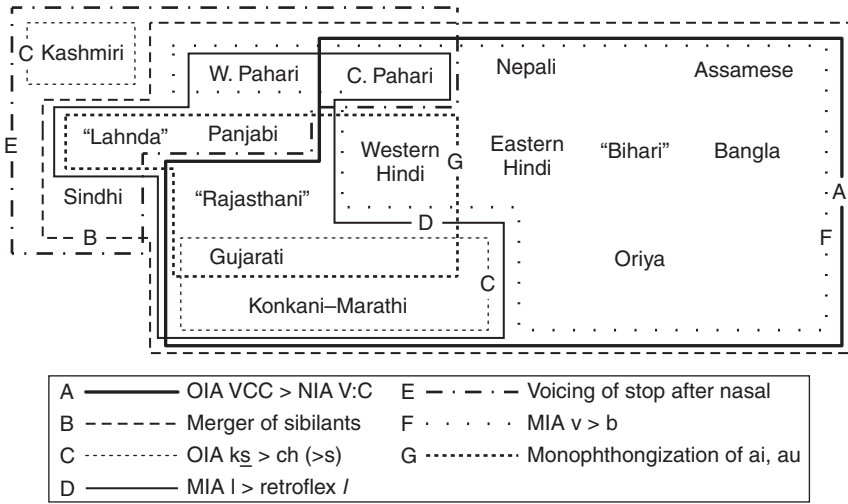 C Kashmiri
W. Pahari C. Pahari Nepali Assamese
E "Lahnda" Panjabi Western Hindi G Eastern Hindi "Bihari" Bangla
Sindhi "Rajasthani" A
B D F
Gujarati Oriya
C
Konkani–Marathi
A OIA VCC > NIA V:C E Voicing of stop after nasal
B Merger of sibilants F MIA v > b
C OIA ks̲ > ch (>s) G Monophthongization of ai, au
D MIA l > retroflex l